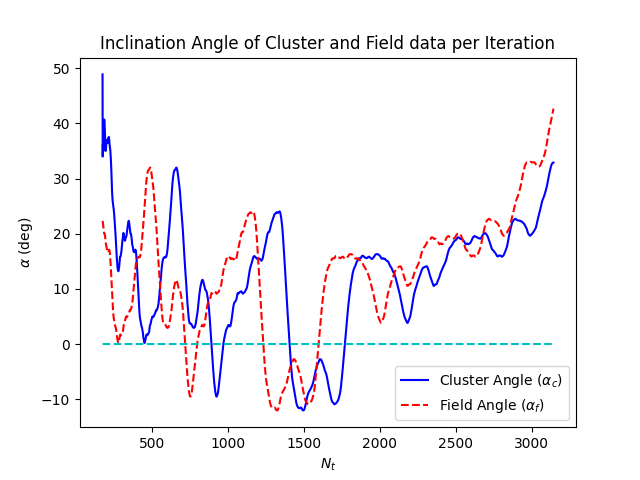 Inclination Angle of Cluster and Field data per Iteration
50
40
30
20
10
0
−10
α (deg)
500
1000
1500
2000
2500
3000
N_t
Cluster Angle (α_c)
Field Angle (α_f)